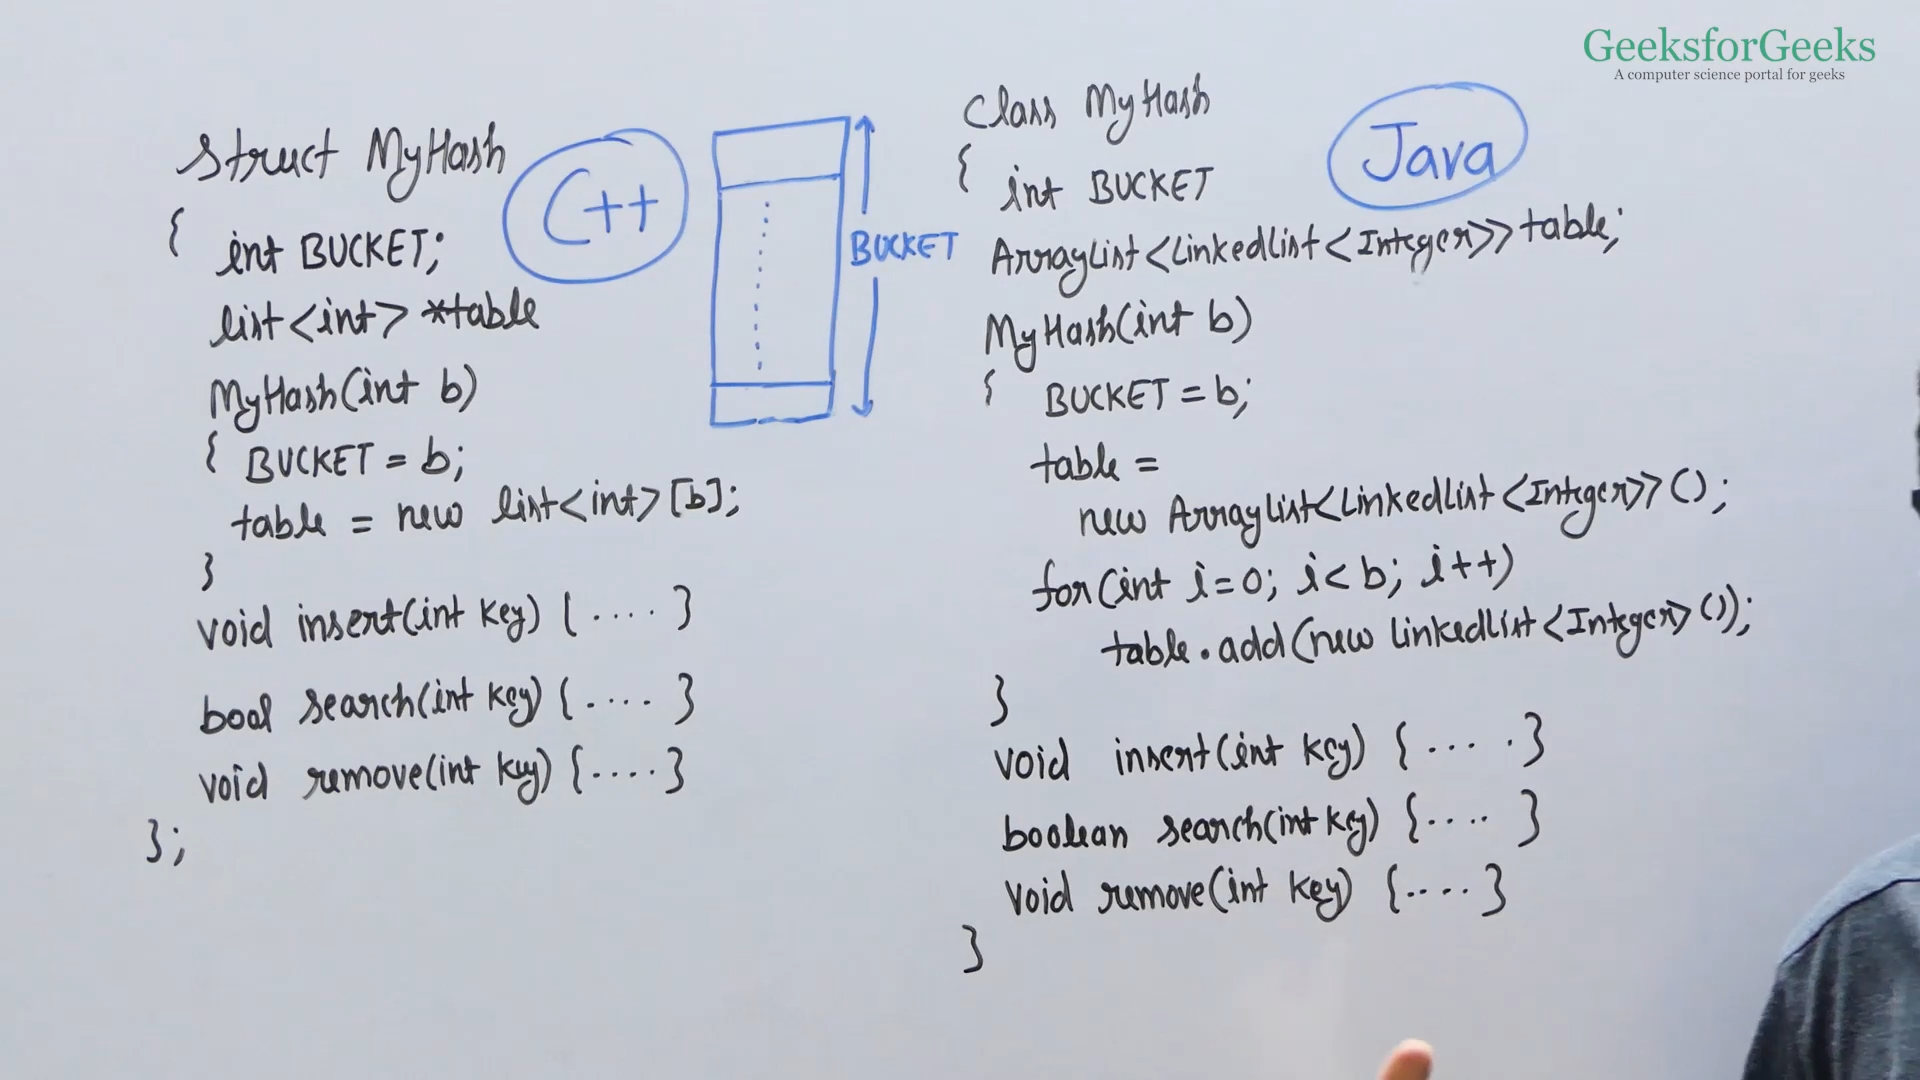 GeeksforGeeks
A computer science portal for geeks
struct MyHash
{ int BUCKET;
list<int> *table
MyHash(int b)
{ BUCKET = b;
table = new list<int>[b];
}
void insert(int key) { .... }
bool search(int key) { .... }
void remove(int key) { .... }
};
C++
BUCKET
Class MyHash
{ int BUCKET
ArrayList<LinkedList<Integer>> table;
MyHash(int b)
{ BUCKET = b;
table =
new ArrayList<LinkedList<Integer>>();
for(int i=0; i<b; i++)
table.add(new LinkedList<Integer>());
}
void insert(int key) { .... }
boolean search(int key) { .... }
void remove(int key) { .... }
}
Java